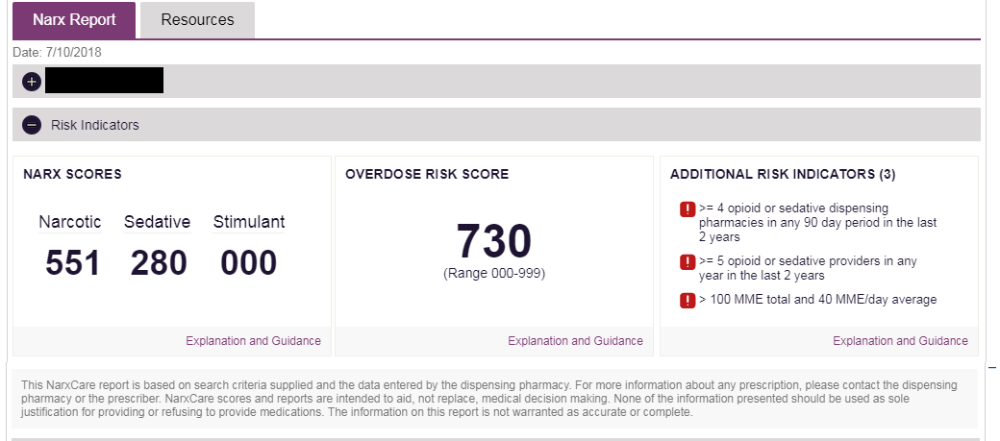 Narx Report
Resources
Date: 7/10/2018
Risk Indicators
NARX SCORES
Narcotic Sedative Stimulant
551 280 000
Explanation and Guidance
OVERDOSE RISK SCORE
730
(Range 000-999)
Explanation and Guidance
ADDITIONAL RISK INDICATORS (3)
>= 4 opioid or sedative dispensing
pharmacies in any 90 day period in the last
2 years
>= 5 opioid or sedative providers in any
year in the last 2 years
> 100 MME total and 40 MME/day average
Explanation and Guidance
This NarxCare report is based on search criteria supplied and the data entered by the dispensing pharmacy. For more information about any prescription, please contact the dispensing
pharmacy or the prescriber. NarxCare scores and reports are intended to aid, not replace, medical decision making. None of the information presented should be used as sole
justification for providing or refusing to provide medications. The information on this report is not warranted as accurate or complete.